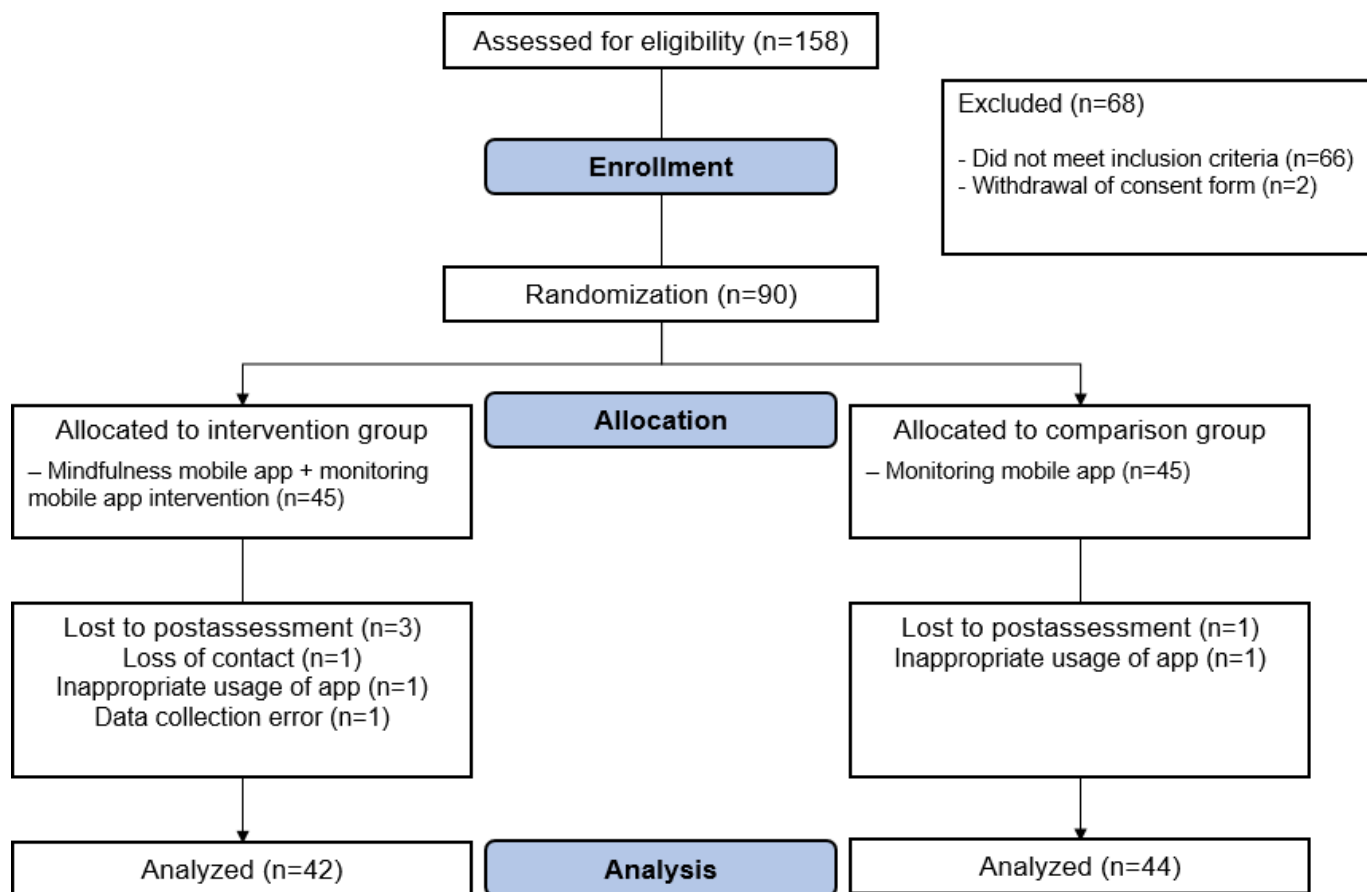 Assessed for eligibility (n=158)
Excluded (n=68)
- Did not meet inclusion criteria (n=66)
- Withdrawal of consent form (n=2)
Enrollment
Randomization (n=90)
Allocation
Allocated to intervention group
– Mindfulness mobile app + monitoring
mobile app intervention (n=45)
Allocated to comparison group
– Monitoring mobile app (n=45)
Lost to postassessment (n=3)
Loss of contact (n=1)
Inappropriate usage of app (n=1)
Data collection error (n=1)
Lost to postassessment (n=1)
Inappropriate usage of app (n=1)
Analyzed (n=42)
Analysis
Analyzed (n=44)